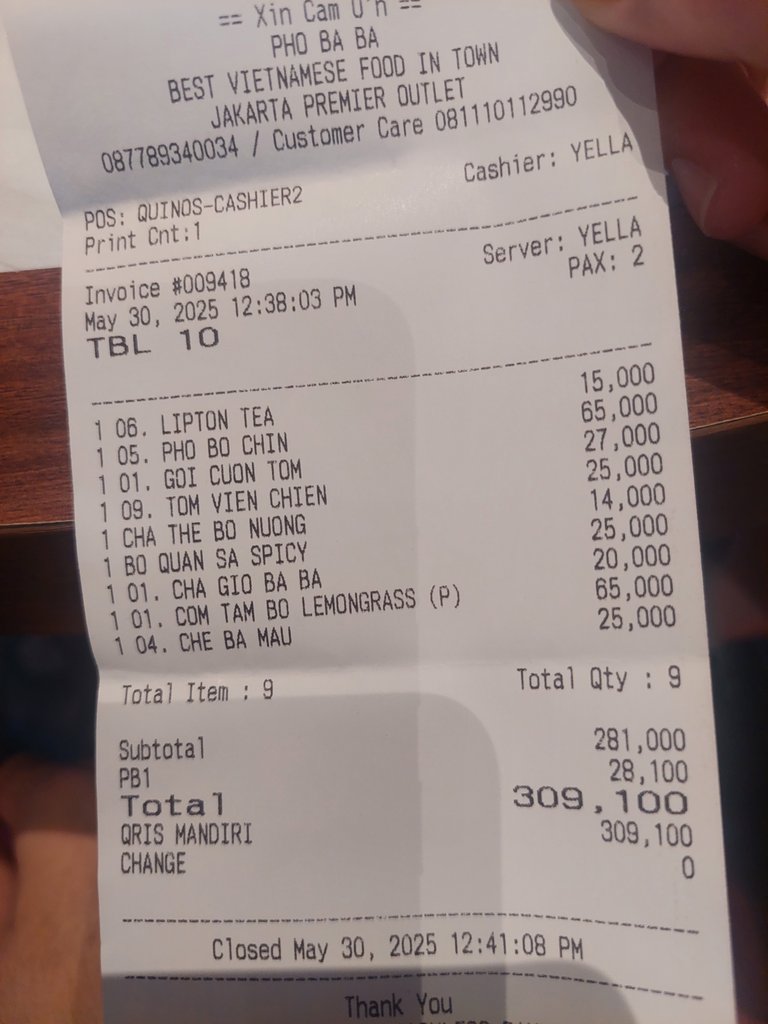 == Xin Cam O'n ==
PHO BA BA
BEST VIETNAMESE FOOD IN TOWN
JAKARTA PREMIER OUTLET
087789340034 / Customer Care 081110112990
POS: QUINOS-CASHIER2 Cashier: YELLA
Print Cnt:1
Invoice #009418 Server: YELLA
May 30, 2025 12:38:03 PM PAX: 2
TBL 10
1 06. LIPTON TEA 15,000
1 05. PHO BO CHIN 65,000
1 01. GOI CUON TOM 27,000
1 09. TOM VIEN CHIEN 25,000
1 CHA THE BO NUONG 14,000
1 BO QUAN SA SPICY 25,000
1 01. CHA GIO BA BA 20,000
1 01. COM TAM BO LEMONGRASS (P) 65,000
1 04. CHE BA MAU 25,000
Total Item : 9 Total Qty : 9
Subtotal 281,000
PB1 28,100
Total 309,100
QRIS MANDIRI 309,100
CHANGE 0
Closed May 30, 2025 12:41:08 PM
Thank You